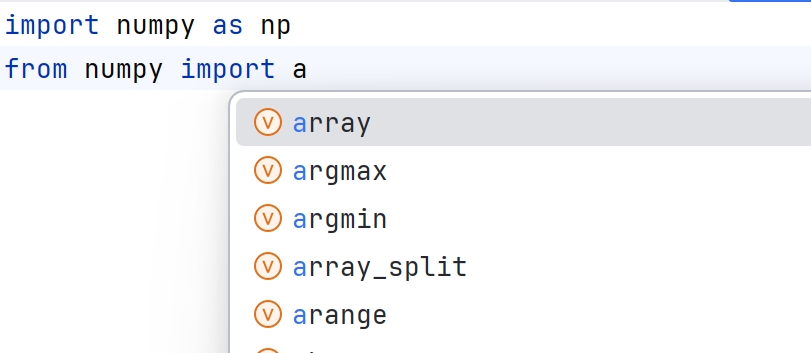 import numpy as np
from numpy import a
V array
V argmax
V argmin
V array_split
V arange